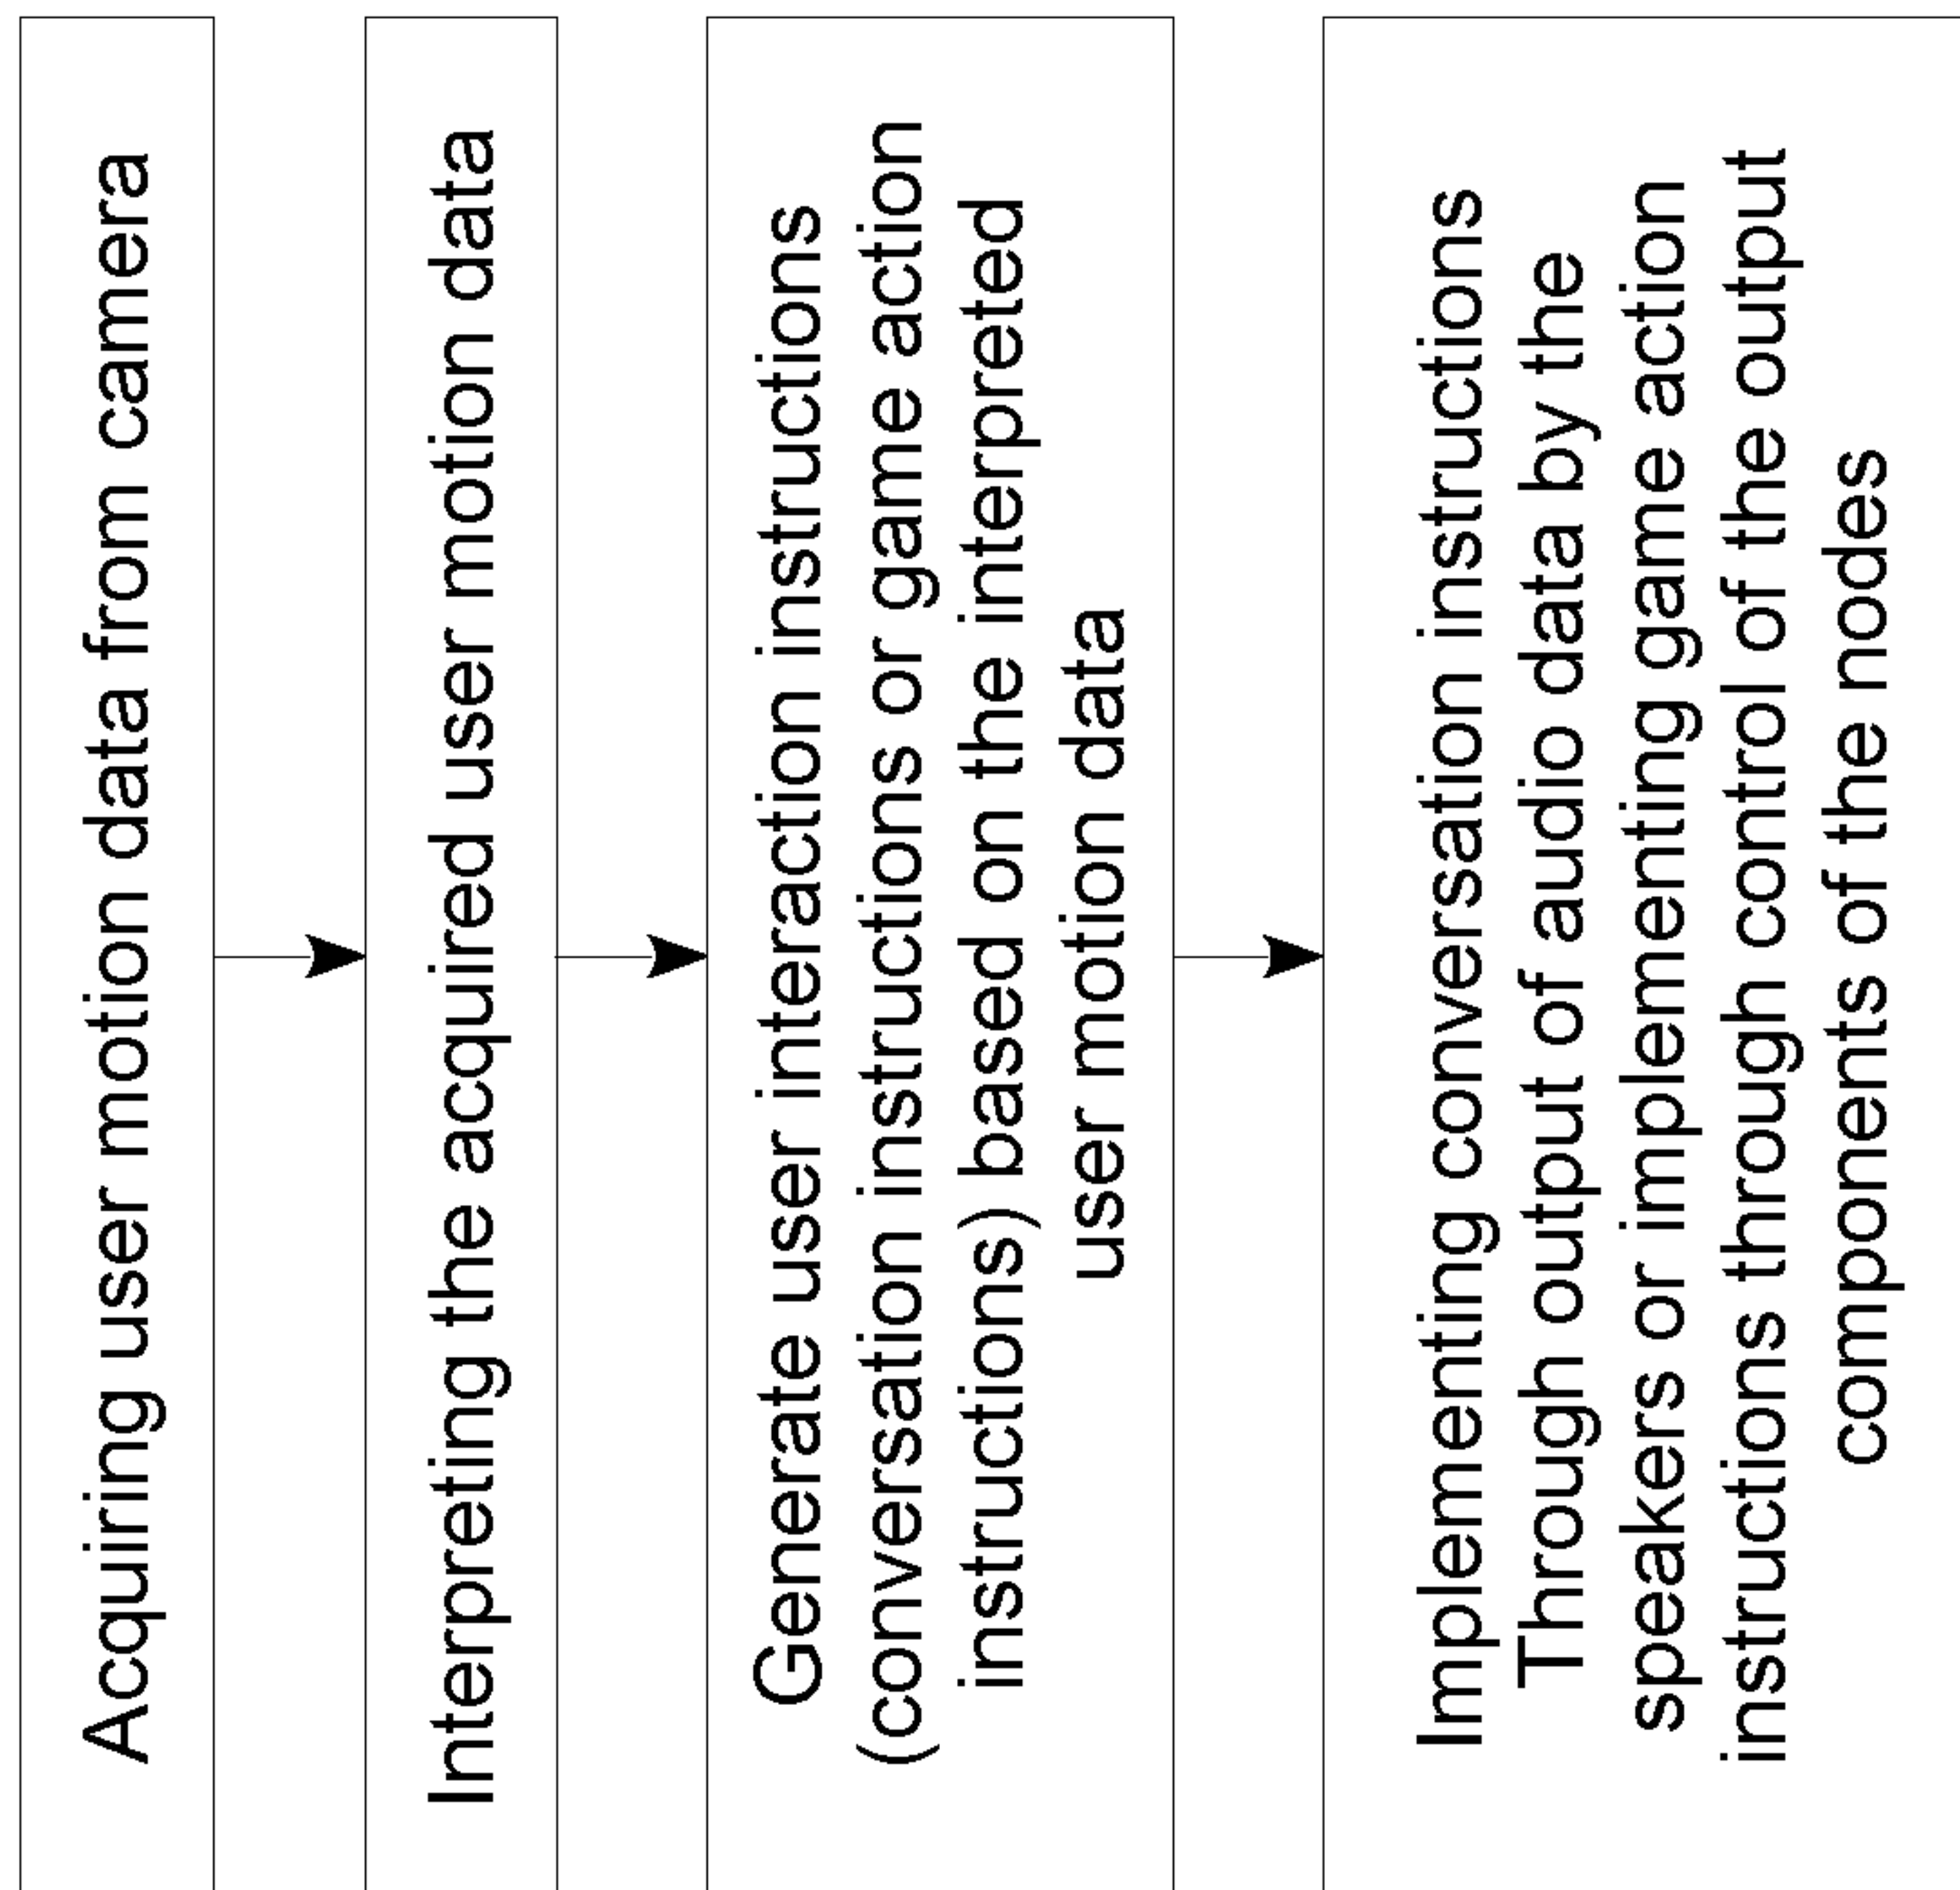 Acquiring user motion data from camera
Interpreting the acquired user motion data
Generate user interaction instructions
(conversation instructions or game action
instructions) based on the interpreted
user motion data
Implementing conversation instructions
Through output of audio data by the
speakers or implementing game action
instructions through control of the output
components of the nodes